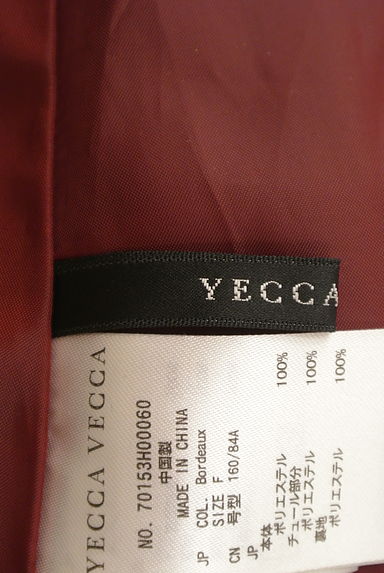 YECCA
YECCA VECCA
NO. 70153H00060
中国製
MADE IN CHINA
JP COL. Bordeaux
SIZE F
CN 号型 160/84A
JP
本体
ポリエステル 100%
チュール部分
ポリエステル 100%
裏地
ポリエステル 100%